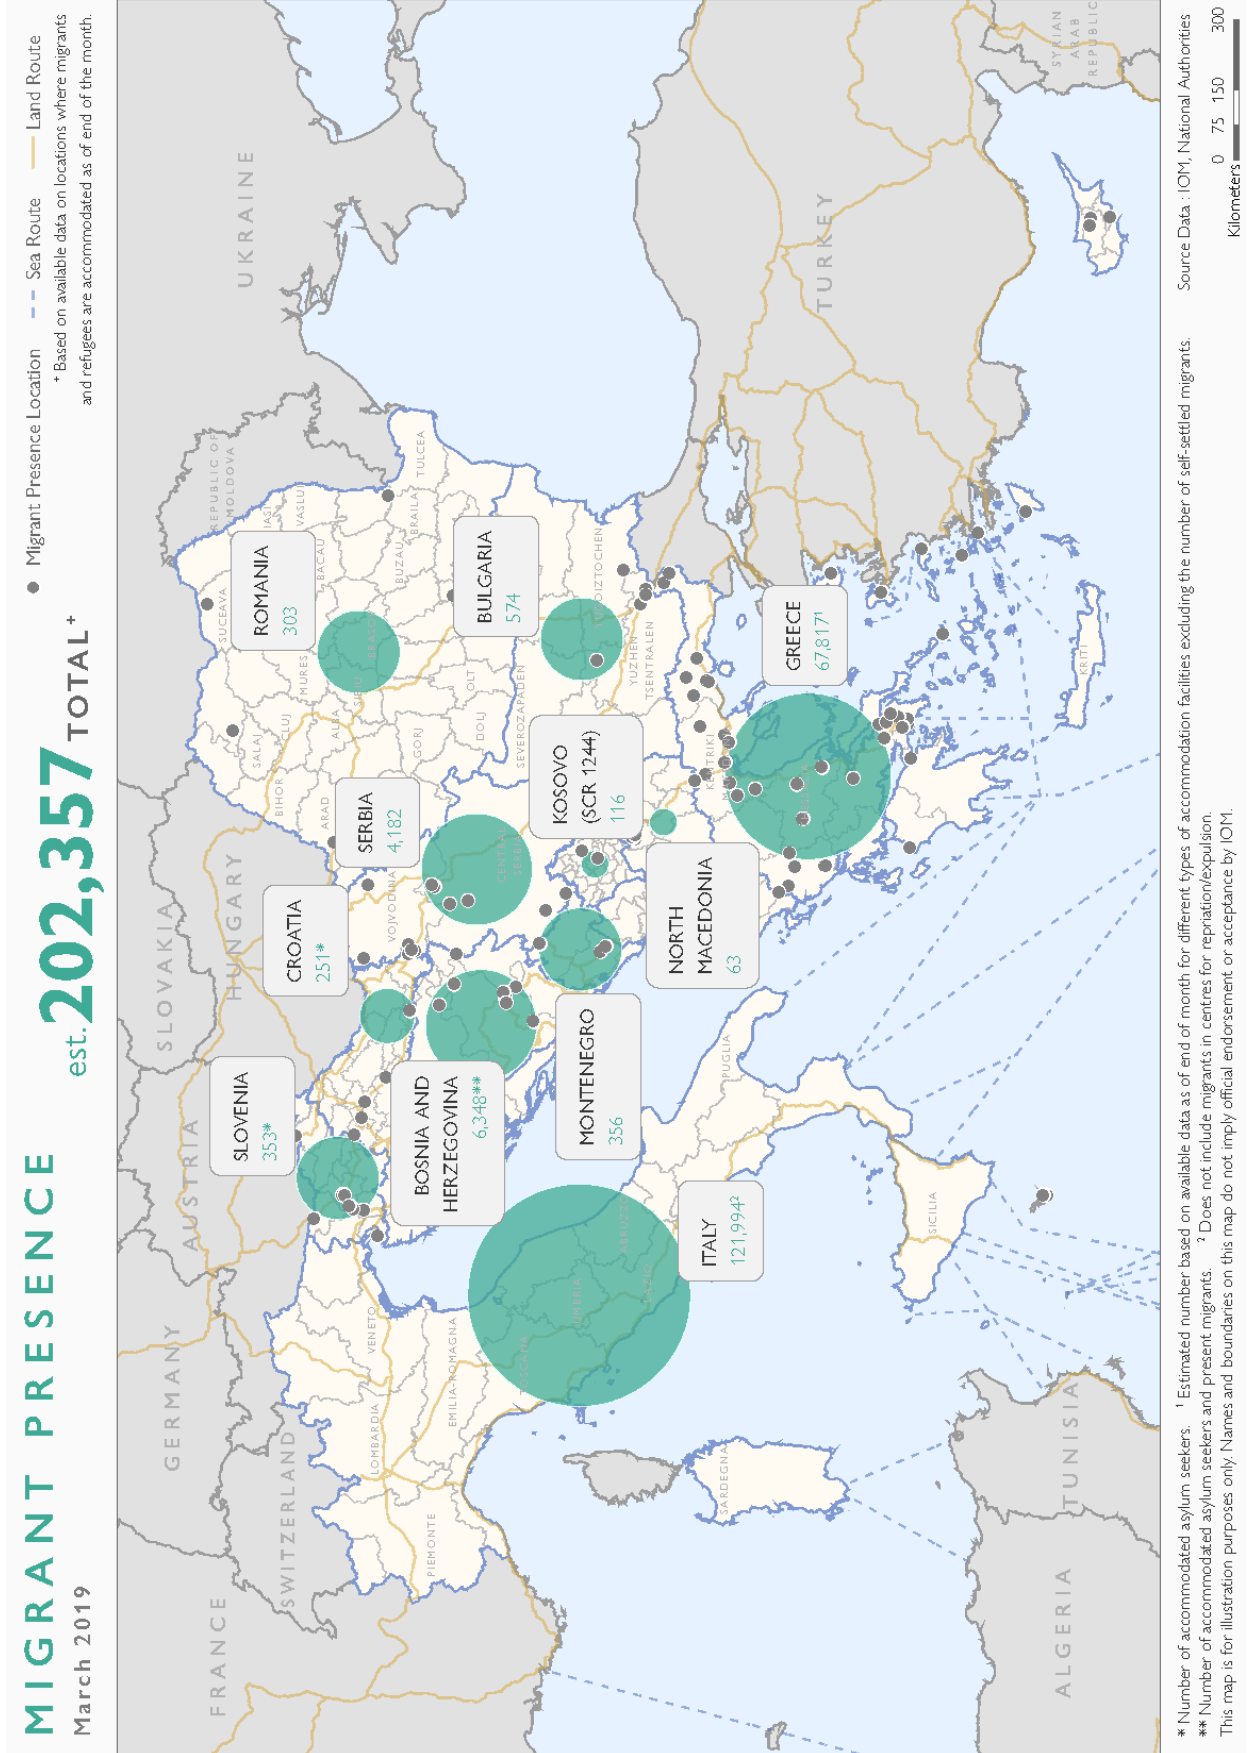 MIGRANT PRESENCE
March 2019
est. 202,357 TOTAL+
Migrant Presence Location
Sea Route
Land Route
+ Based on available data on locations where migrants
and refugees are accommodated as of end of the month.
FRANCE
SWITZERLAND
GERMANY
AUSTRIA
SLOVAKIA
HUNGARY
REPUBLIC OF
MOLDOVA
UKRAINE
TURKEY
SYRIAN
ARAB
REPUBLIC
ALGERIA
TUNISIA
SLOVENIA
353*
CROATIA
251*
SERBIA
4,182
ROMANIA
303
BULGARIA
574
BOSNIA AND
HERZEGOVINA
6,348**
MONTENEGRO
356
KOSOVO
(SCR 1244)
116
NORTH
MACEDONIA
63
GREECE
67,817¹
ITALY
121,994²
PIEMONTE
LOMBARDIA
VENETO
EMILIA-ROMAGNA
TOSCANA
UMBRIA
LAZIO
ABRUZZO
PUGLIA
SARDEGNA
SICILIA
VOJVODINA
CENTRAL
SERBIA
ARAD
BIHOR
SALAJ
CLUJ
ALBA
MURES
SIBIU
BRASOV
SUCEAVA
IASI
VASLUI
BACAU
BUZAU
BRAILA
TULCEA
GORJ
DOLJ
OLT
SEVEROZAPADEN
YUZHEN
TSENTRALEN
KRITI
* Number of accommodated asylum seekers. ¹ Estimated number based on available data as of end of month for different types of accommodation facilities excluding the number of self-settled migrants.
** Number of accommodated asylum seekers and present migrants. ² Does not include migrants in centres for repriation/expulsion.
This map is for illustration purposes only. Names and boundaries on this map do not imply official endorsement or acceptance by IOM.
Source Data : IOM, National Authorities
0 75 150 300
Kilometers